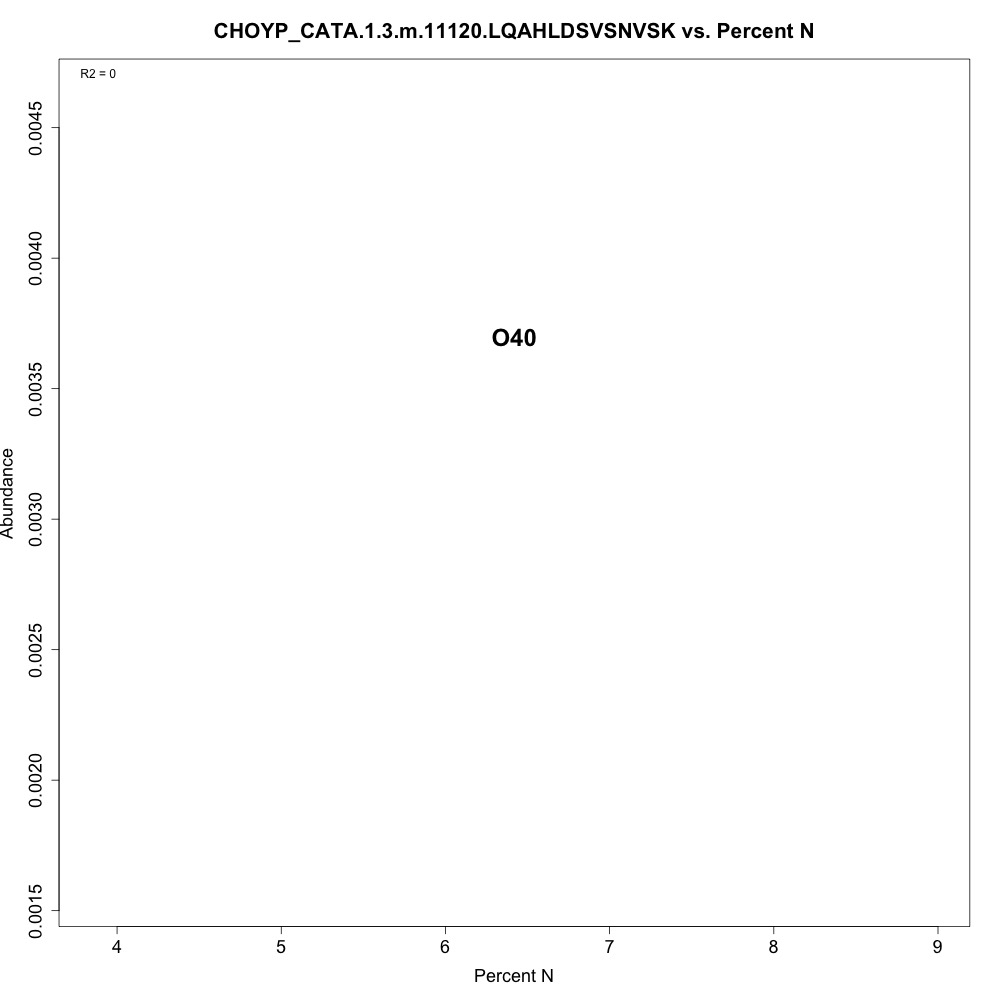 CHOYP_CATA.1.3.m.11120.LQAHLDSVSNVSK vs. Percent N
R2 = 0
0.0045
0.0040
O40
0.0035
Abundance
0.0030
0.0025
0.0020
0.0015
4 5 6 7 8 9
Percent N